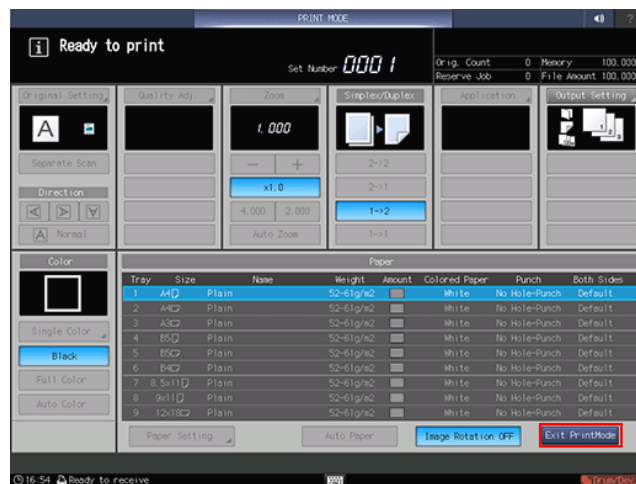 PRINT MODE
?
i Ready to print
Set Number 0001
Orig. Count 0 Memory 100.000
Reserve Job 0 File Amount 100.000
Original Setting
Quality Adj.
Zoom
Simplex/Duplex
Application
Output Setting
A
1.000
1
2
3
Separate Scan
- +
2->2
Direction
x1.0
2->1
4.000 2.000
1->2
A Normal
Auto Zoom
1->1
Color
Paper
Tray Size Name Weight Amount Colored Paper Punch Both Sides
1 A4 Plain 52-61g/m2 White No Hole-Punch Default
2 A4 Plain 52-61g/m2 White No Hole-Punch Default
3 A3 Plain 52-61g/m2 White No Hole-Punch Default
4 B5 Plain 52-61g/m2 White No Hole-Punch Default
5 B5 Plain 52-61g/m2 White No Hole-Punch Default
6 B4 Plain 52-61g/m2 White No Hole-Punch Default
7 8.5x11 Plain 52-61g/m2 White No Hole-Punch Default
8 9x11 Plain 52-61g/m2 White No Hole-Punch Default
9 12x18 Plain 52-61g/m2 White No Hole-Punch Default
Single Color
Black
Full Color
Auto Color
Paper Setting
Auto Paper
Image Rotation OFF
Exit PrintMode
16:54 Ready to receive
Drum/Dev.